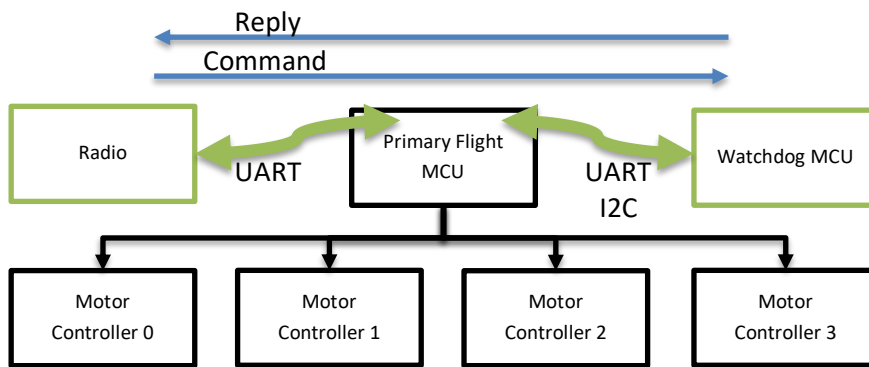 Reply
Command
Radio
UART
Primary Flight
MCU
UART
I2C
Watchdog MCU
Motor
Controller 0
Motor
Controller 1
Motor
Controller 2
Motor
Controller 3